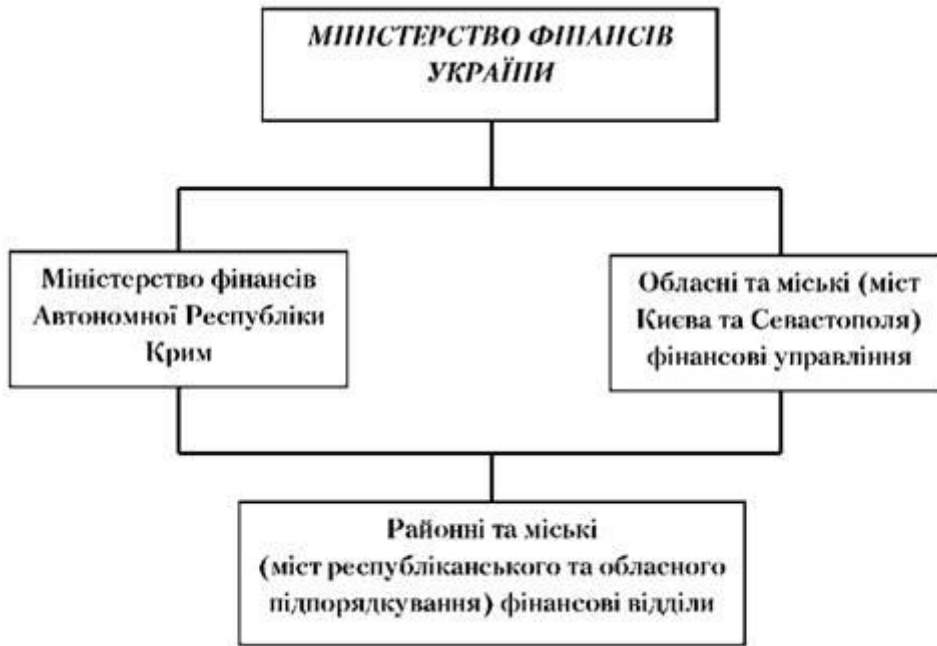 МІНІСТЕРСТВО ФІНАНСІВ
УКРАЇНИ
Міністерство фінансів
Автономної Республіки
Крим
Обласні та міські (міст
Києва та Севастополя)
фінансові управління
Районні та міські
(міст республіканського та обласного
підпорядкування) фінансові відділи